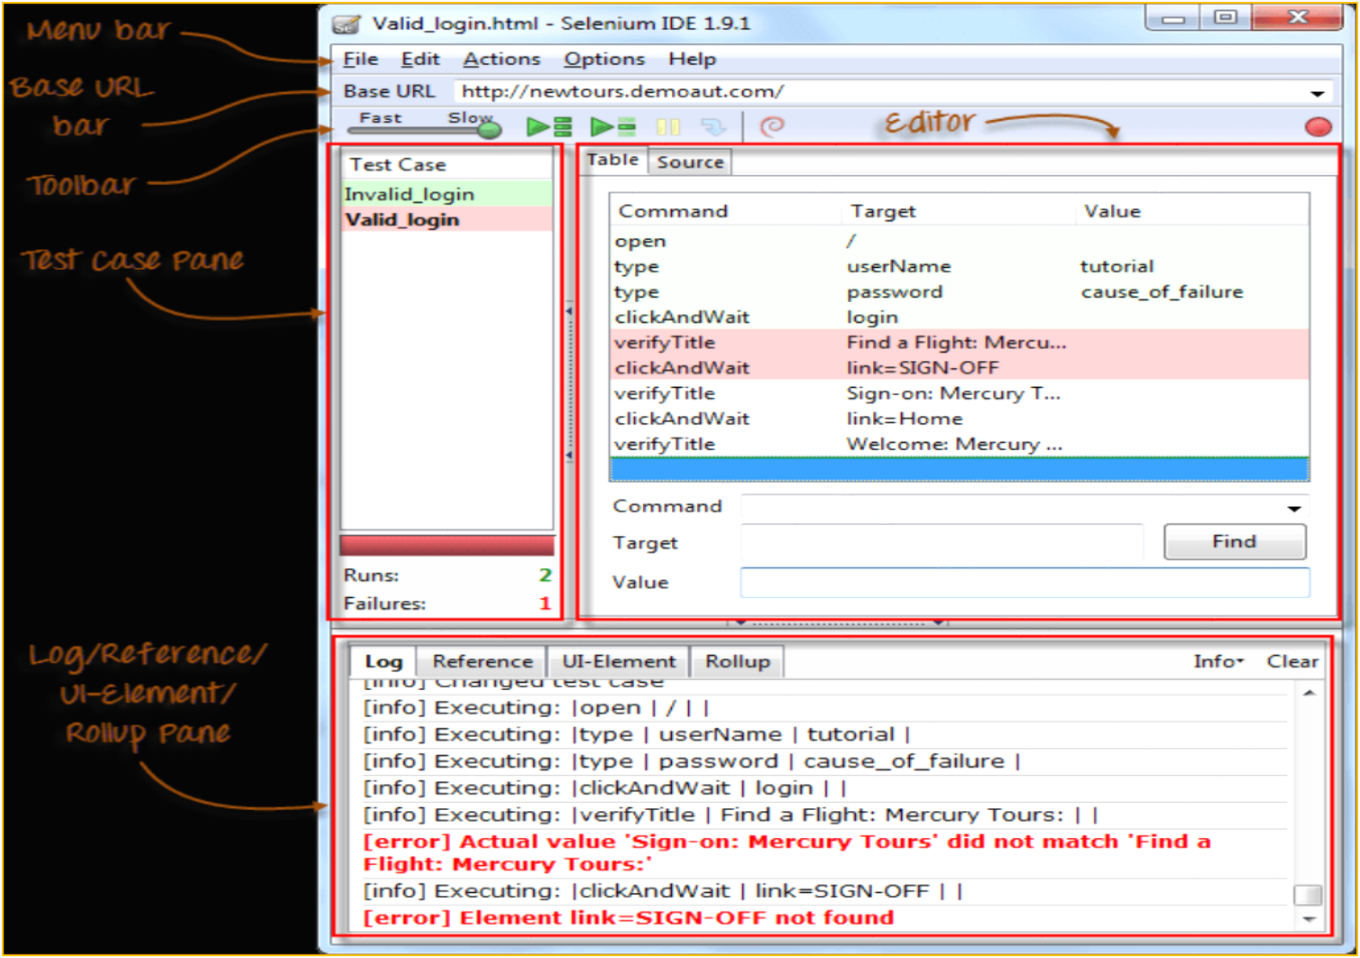 Menu bar
Base URL
bar
Toolbar
Test Case Pane
Log/Reference/
UI-Element/
Rollup Pane
Valid_login.html - Selenium IDE 1.9.1
File Edit Actions Options Help
Base URL http://newtours.demoaut.com/
Fast Slow
Editor
Test Case
Invalid_login
Valid_login
Runs: 2
Failures: 1
Table Source
Command Target Value
open /
type userName tutorial
type password cause_of_failure
clickAndWait login
verifyTitle Find a Flight: Mercu...
clickAndWait link=SIGN-OFF
verifyTitle Sign-on: Mercury T...
clickAndWait link=Home
verifyTitle Welcome: Mercury ...
Command
Target Find
Value
Log Reference UI-Element Rollup Info Clear
[info] Changed test case
[info] Executing: |open | / | |
[info] Executing: |type | userName | tutorial |
[info] Executing: |type | password | cause_of_failure |
[info] Executing: |clickAndWait | login | |
[info] Executing: |verifyTitle | Find a Flight: Mercury Tours: | |
[error] Actual value 'Sign-on: Mercury Tours' did not match 'Find a
Flight: Mercury Tours:'
[info] Executing: |clickAndWait | link=SIGN-OFF | |
[error] Element link=SIGN-OFF not found